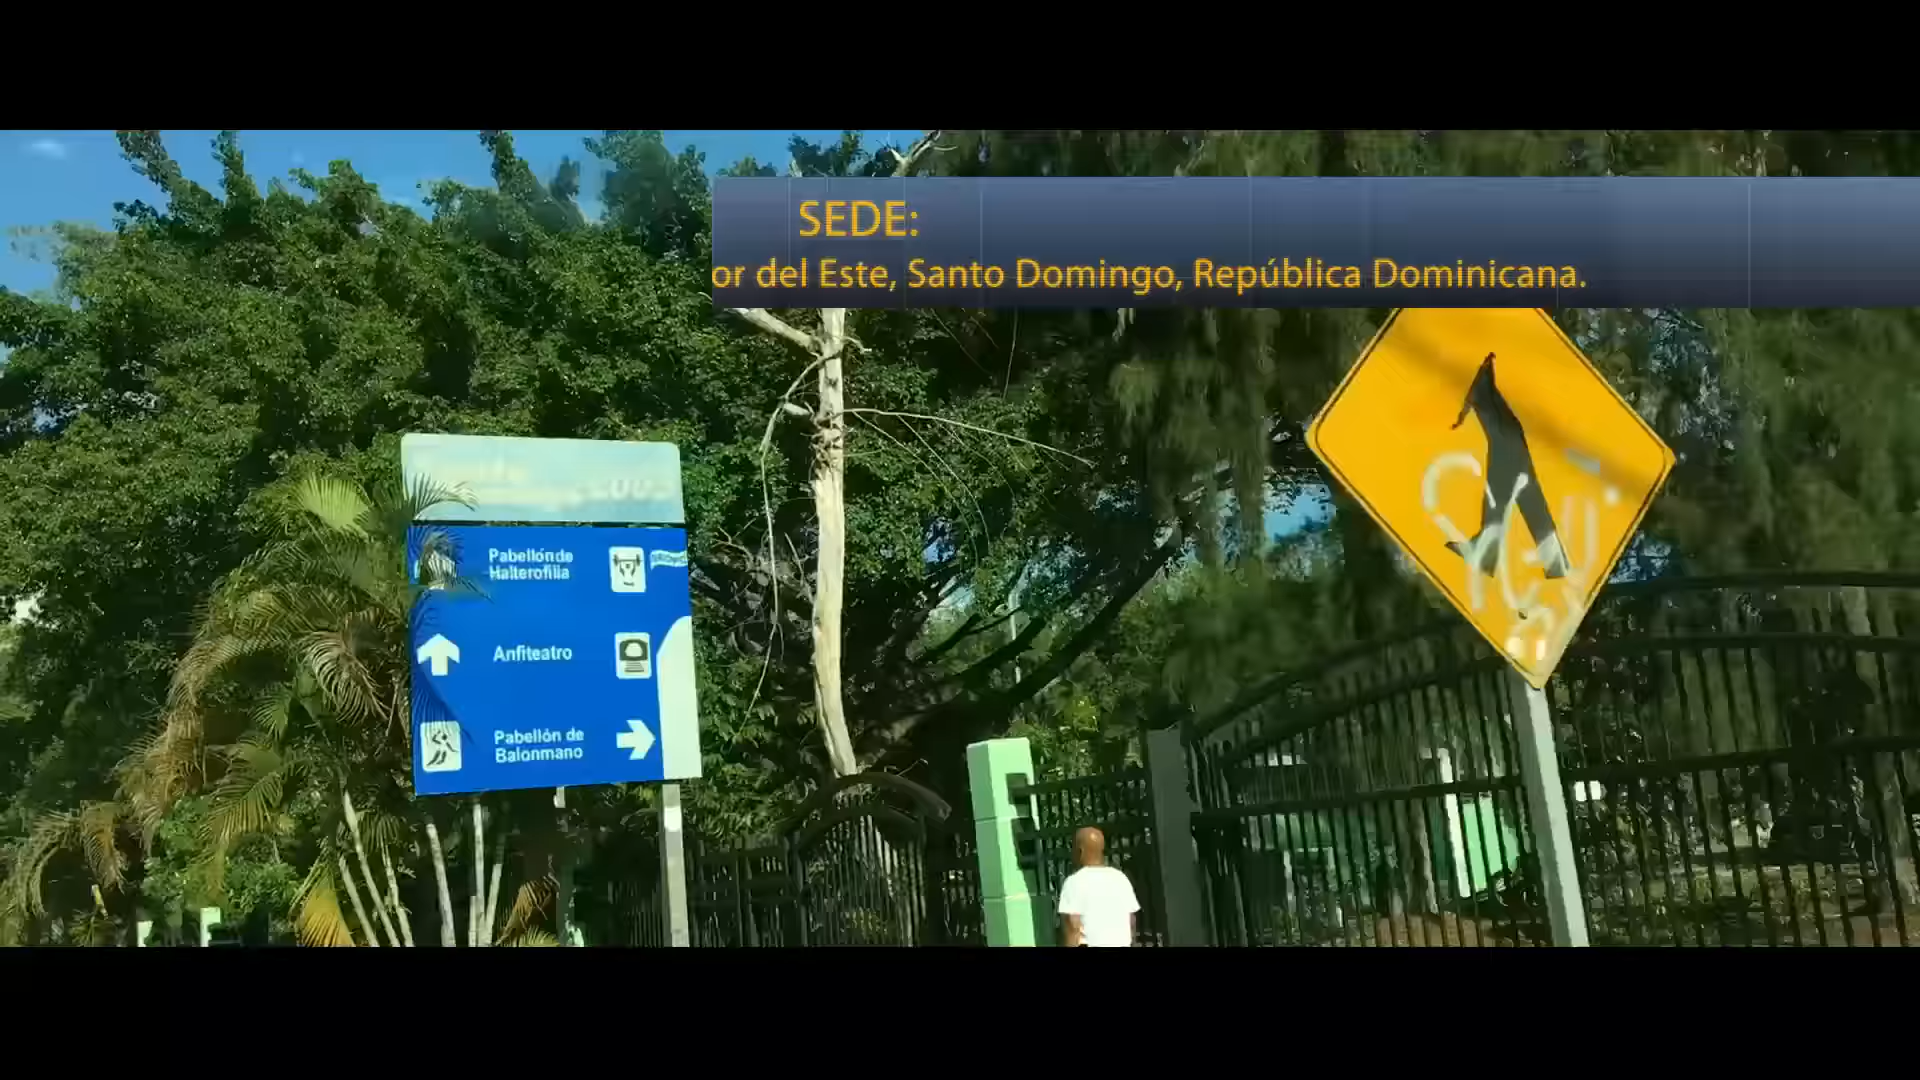 SEDE:
or del Este, Santo Domingo, República Dominicana.
Pabellón de
Halterofilia
Anfiteatro
Pabellón de
Balonmano